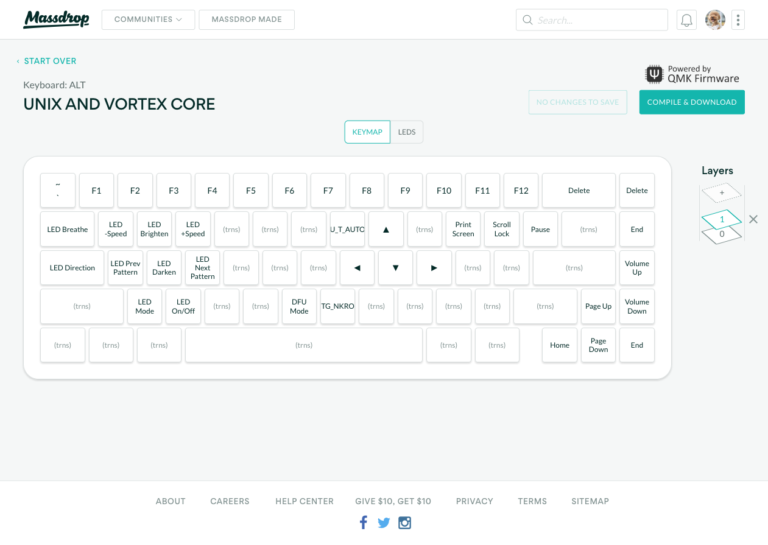 Massdrop
COMMUNITIES
MASSDROP MADE
Search...
‹ START OVER
Keyboard: ALT
UNIX AND VORTEX CORE
Powered by
QMK Firmware
NO CHANGES TO SAVE
COMPILE & DOWNLOAD
KEYMAP
LEDS
~
F1
F2
F3
F4
F5
F6
F7
F8
F9
F10
F11
F12
Delete
Delete
LED Breathe
LED
-Speed
LED
Brighten
LED
+Speed
(trns)
(trns)
(trns)
U_T_AUTO
▲
(trns)
Print
Screen
Scroll
Lock
Pause
(trns)
End
LED Direction
LED Prev
Pattern
LED
Darken
LED
Next
Pattern
(trns)
(trns)
(trns)
◄
▼
►
(trns)
(trns)
(trns)
Volume
Up
(trns)
LED
Mode
LED
On/Off
(trns)
(trns)
DFU
Mode
TG_NKRO
(trns)
(trns)
(trns)
(trns)
(trns)
Page Up
Volume
Down
(trns)
(trns)
(trns)
(trns)
(trns)
(trns)
Home
Page
Down
End
Layers
+
1
0
ABOUT
CAREERS
HELP CENTER
GIVE $10, GET $10
PRIVACY
TERMS
SITEMAP